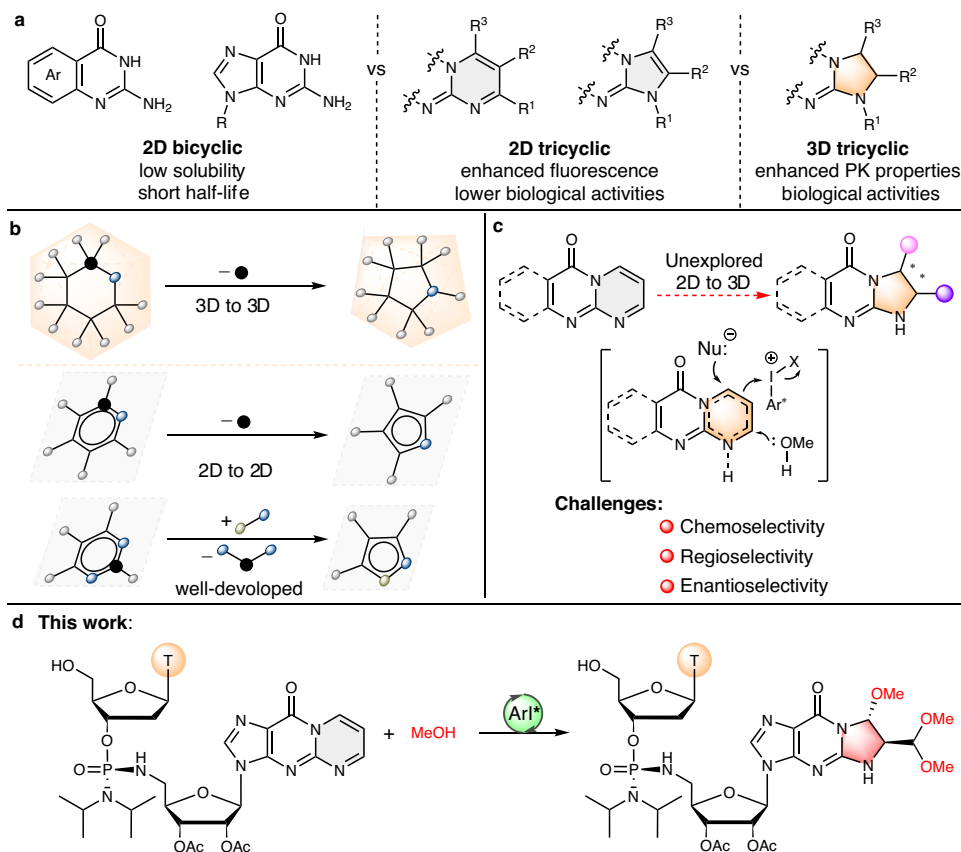 a
O
NH
Ar
N
NH2
O
N
NH
N
N
NH2
R
2D bicyclic
low solubility
short half-life
vs
R3
R2
N
N
N
R1
R3
N
R2
N
N
R1
2D tricyclic
enhanced fluorescence
lower biological activities
vs
R3
N
R2
N
N
R1
3D tricyclic
enhanced PK properties
biological activities
b
−
3D to 3D
−
2D to 2D
+
−
well-devoloped
c
O
N
N
N
Unexplored
2D to 3D
O
*
*
N
N
N
H
Nu:
−
+
I
X
Ar*
O
N
N
N
H
:OMe
H
Challenges:
Chemoselectivity
Regioselectivity
Enantioselectivity
d This work:
T
HO
O
O
O=P
NH
N
O
OAc
OAc
N
N
O
N
N
N
+ MeOH
ArI*
T
HO
O
O
O=P
NH
N
O
OAc
OAc
N
N
O
N
N
N
H
OMe
OMe
OMe